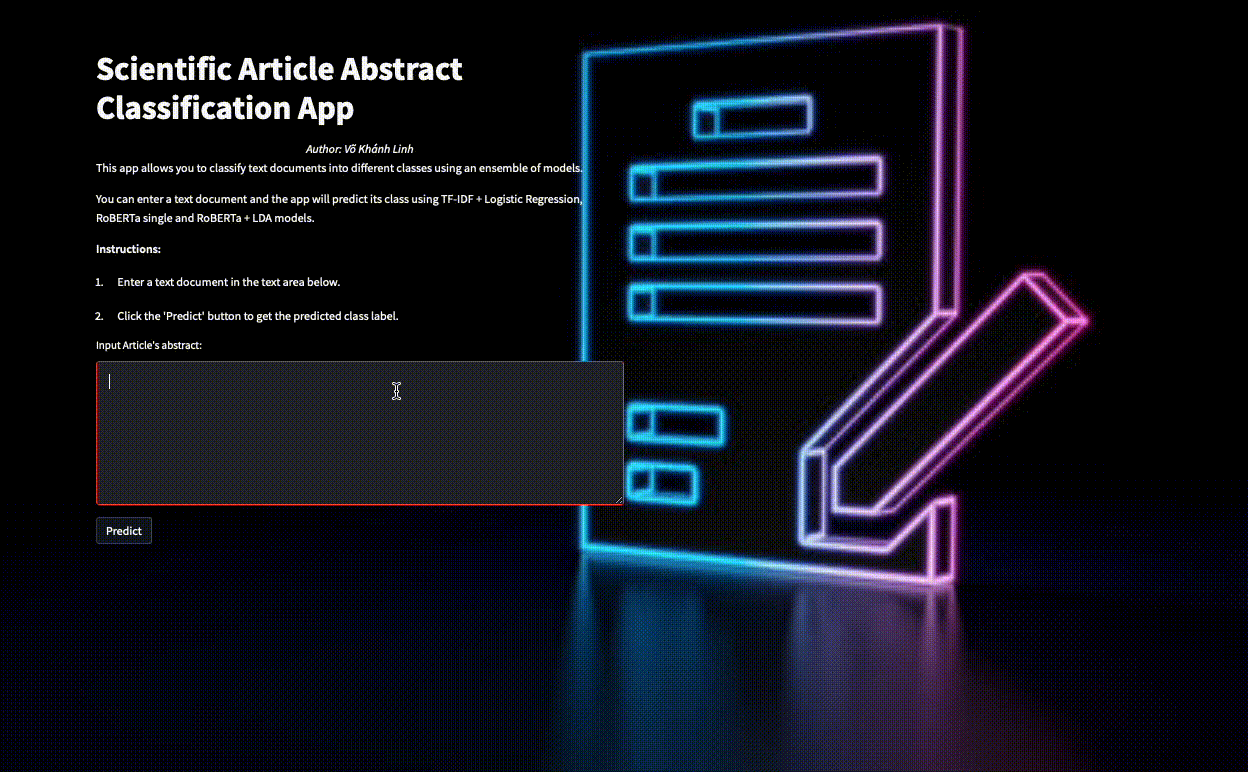 Scientific Article Abstract
Classification App
Author: Võ Khánh Linh
This app allows you to classify text documents into different classes using an ensemble of models.
You can enter a text document and the app will predict its class using TF-IDF + Logistic Regression,
RoBERTa single and RoBERTa + LDA models.
Instructions:
1. Enter a text document in the text area below.
2. Click the 'Predict' button to get the predicted class label.
Input Article's abstract:
Predict